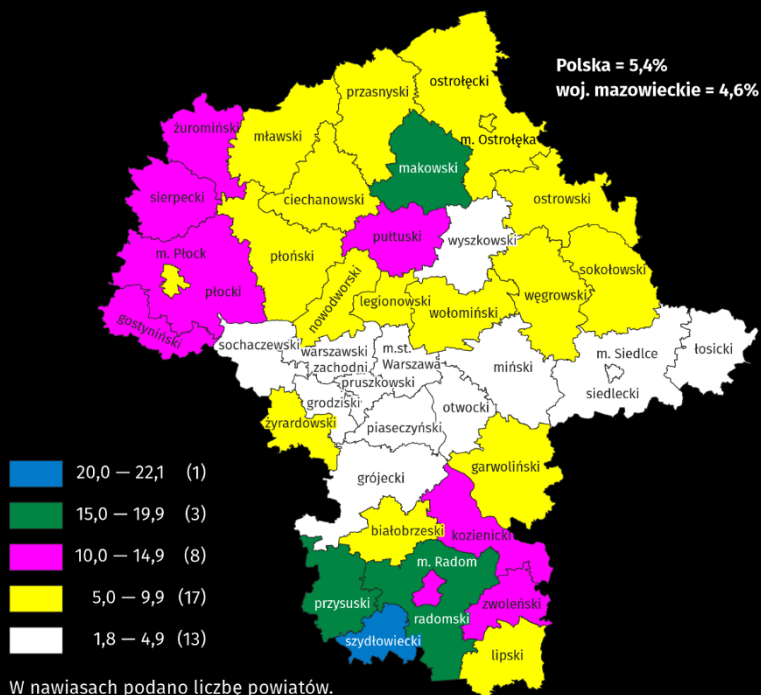 Polska = 5,4%
woj. mazowieckie = 4,6%
ostrołęcki
przasnyski
żuromiński
mławski
m. Ostrołęka
makowski
sierpecki
ciechanowski
ostrowski
pułtuski
wyszkowski
m. Płock
płoński
sokołowski
płocki
nowodworski
legionowski
węgrowski
wołomiński
gostyniński
sochaczewski
warszawski
zachodni
m.st.
Warszawa
m. Siedlce
łosicki
miński
pruszkowski
siedlecki
grodziski
otwocki
żyrardowski
piaseczyński
garwoliński
grójecki
20,0 — 22,1 (1)
15,0 — 19,9 (3)
10,0 — 14,9 (8)
5,0 — 9,9 (17)
1,8 — 4,9 (13)
białobrzeski
kozienicki
m. Radom
przysuski
zwoleński
radomski
szydłowiecki
lipski
W nawiasach podano liczbę powiatów.